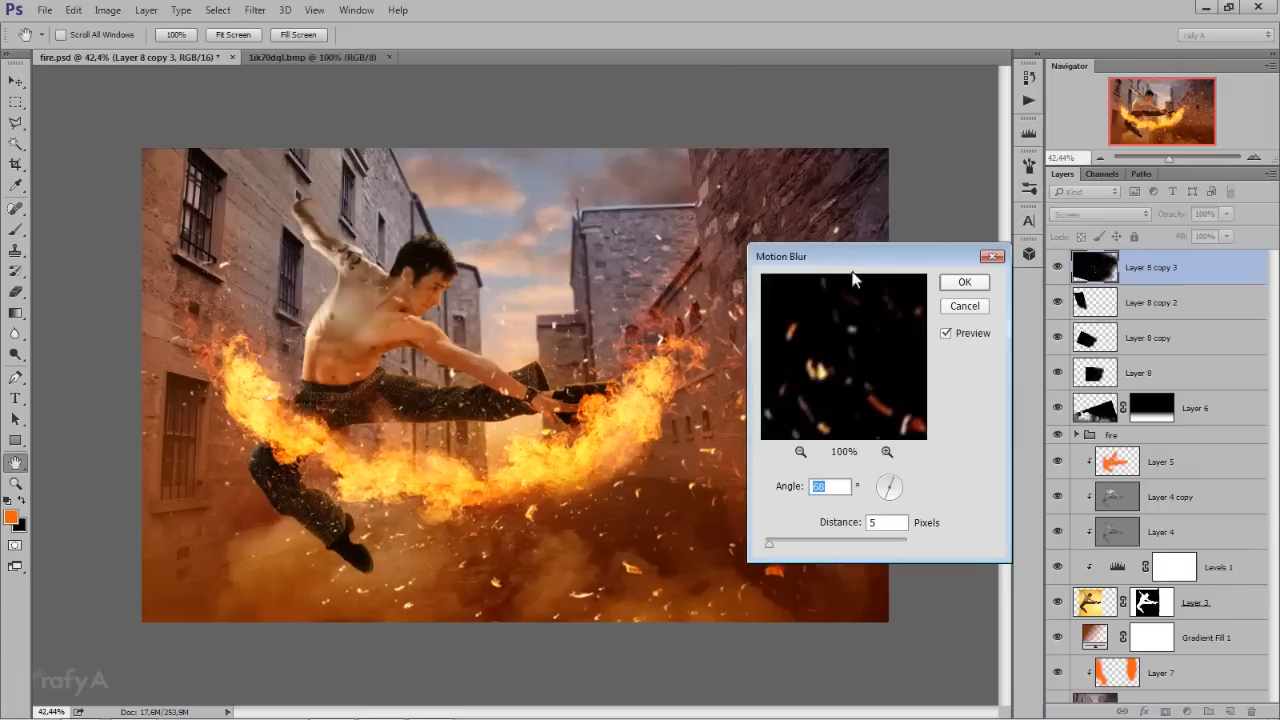 Ps File Edit Image Layer Type Select Filter 3D View Window Help
Scroll All Windows 100% Fit Screen Fill Screen rafy A
fire.psd @ 42,4% (Layer 8 copy 3, RGB/16) * × 1ik70dql.bmp @ 100% (RGB/8) ×
Navigator
42,44%
Layers Channels Paths
Kind
Screen Opacity: 100%
Locks: Fill: 100%
Layer 8 copy 3
Layer 8 copy 2
Layer 8 copy
Layer 8
Layer 6
fire
Layer 5
Layer 4 copy
Layer 4
Levels 1
Layer 3
Gradient Fill 1
Layer 7
Motion Blur
OK
Cancel
Preview
100%
Angle: 68 °
Distance: 5 Pixels
rafy A
42,44% Doc: 17,6M/253,9M